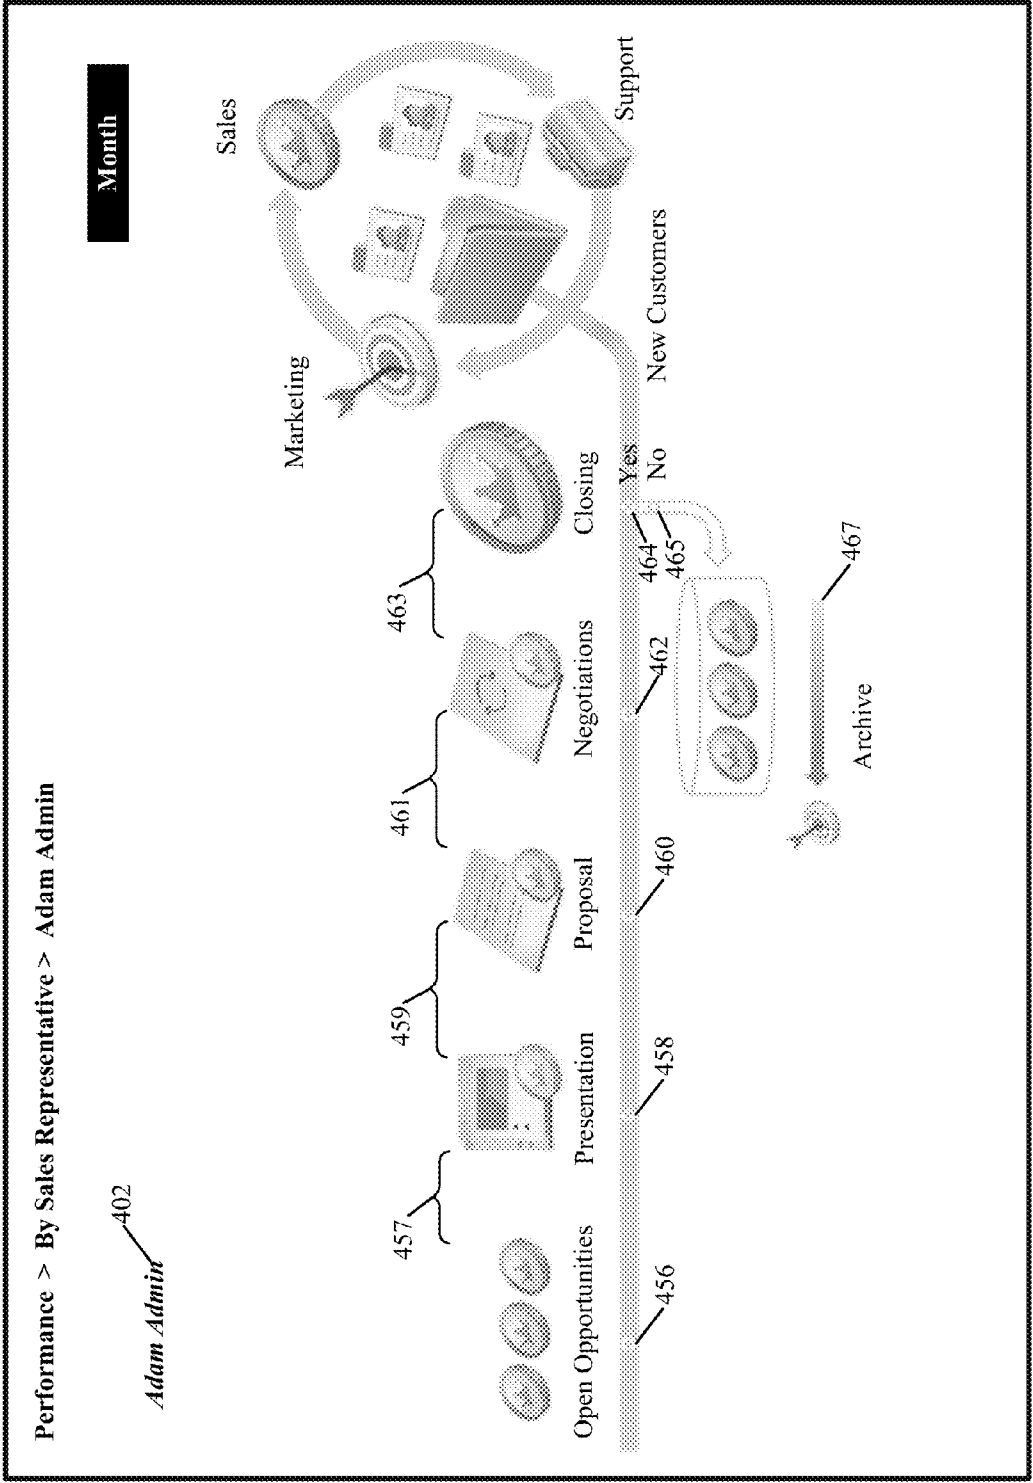 Performance > By Sales Representative > Adam Admin
Month
402
Adam Admin
Sales
Marketing
Support
457
459
461
463
Open Opportunities
Presentation
Proposal
Negotiations
Closing
Yes
No
New Customers
456
458
460
462
464
465
467
Archive